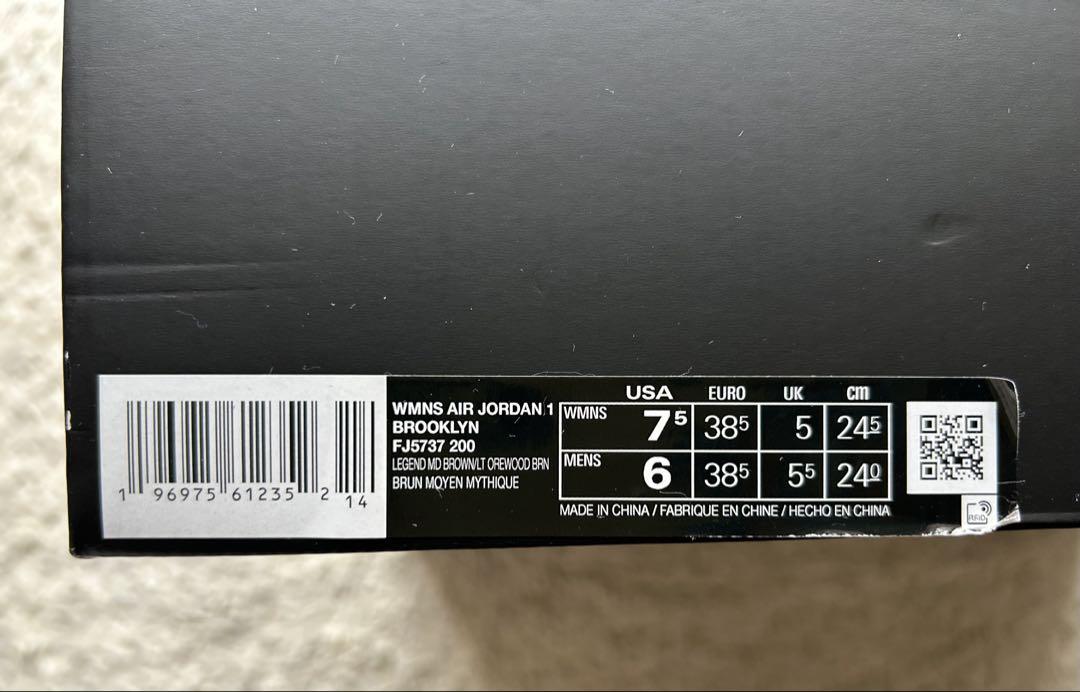 1 96975 61235 2 14
WMNS AIR JORDAN 1
BROOKLYN
FJ5737 200
LEGEND MD BROWN/LT OREWOOD BRN
BRUN MOYEN MYTHIQUE
USA EURO UK cm
WMNS 7⁵ 38⁵ 5 24⁵
MENS 6 38⁵ 5⁵ 24⁰
MADE IN CHINA / FABRIQUE EN CHINE / HECHO EN CHINA
RFID